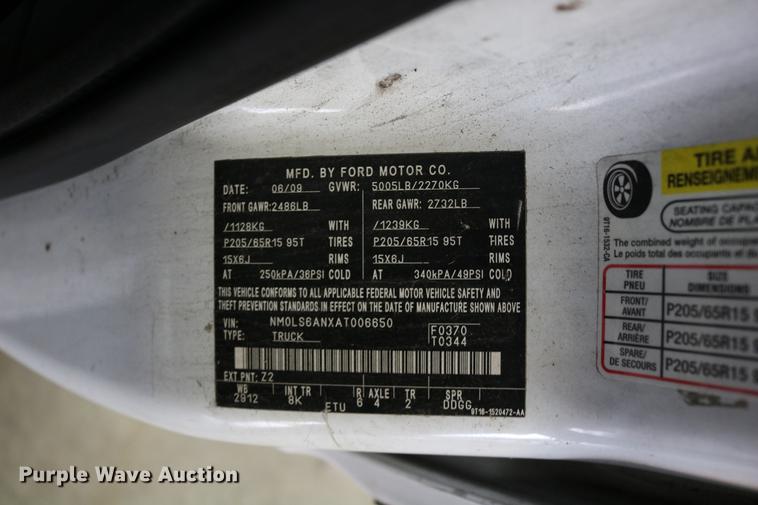 MFD. BY FORD MOTOR CO.
DATE: 06/09 GVWR: 5005LB/2270KG
FRONT GAWR: 2486LB REAR GAWR: 2732LB
/1128KG WITH /1239KG WITH
P205/65R15 95T TIRES P205/65R15 95T TIRES
15X6J RIMS 15X6J RIMS
AT 250kPA/36PSI COLD AT 340kPA/49PSI COLD
THIS VEHICLE CONFORMS TO ALL APPLICABLE FEDERAL MOTOR VEHICLE SAFETY AND
THEFT PREVENTION STANDARDS IN EFFECT ON THE DATE OF MANUFACTURE SHOWN ABOVE
VIN: NM0LS6ANXAT006650 F0370
TYPE: TRUCK T0344
EXT PNT: Z2
WB INT TR R AXLE TR SPR
2912 8K 6 4 2 DDGG
ETU 9T16-1520472-AA
TIRE
RENSEIGNEME
SEATING CAPAC
NOMBRE DE PLA
The combined weight of occupants
Le poids total des occupants
9T16-1532-CA
TIRE SIZE
PNEU DIMENSIONS
FRONT/
AVANT P205/65R15
REAR/
ARRIÈRE P205/65R15
SPARE/
DE SECOURS P205/65R15
Purple Wave Auction